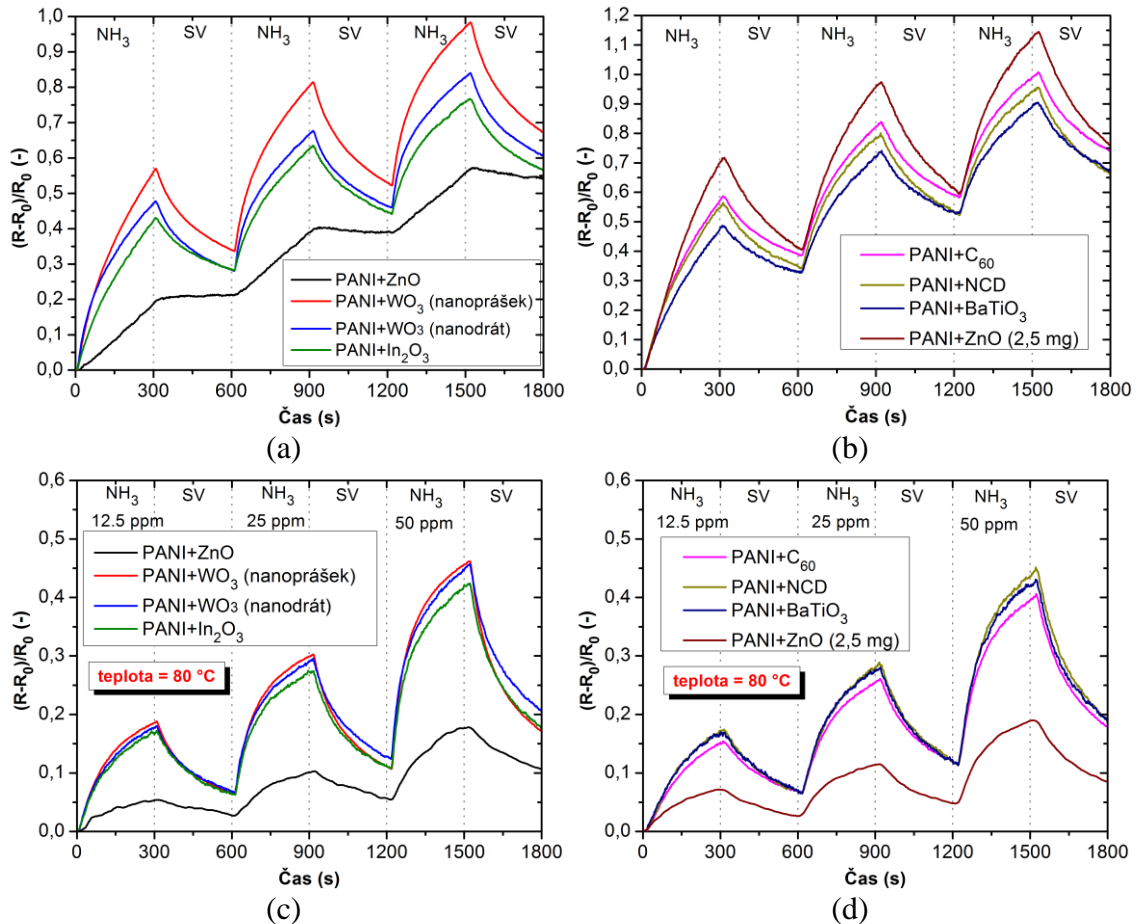 NH₃ SV NH₃ SV NH₃ SV
1,0
0,9
0,8
0,7
0,6
0,5
0,4
0,3
0,2
0,1
0,0
(R-R₀)/R₀ (-)
PANI+ZnO
PANI+WO₃ (nanoprášek)
PANI+WO₃ (nanodrát)
PANI+In₂O₃
0 300 600 900 1200 1500 1800
Čas (s)
(a)
NH₃ SV NH₃ SV NH₃ SV
1,2
1,1
1,0
0,9
0,8
0,7
0,6
0,5
0,4
0,3
0,2
0,1
0,0
(R-R₀)/R₀ (-)
PANI+C₆₀
PANI+NCD
PANI+BaTiO₃
PANI+ZnO (2,5 mg)
0 300 600 900 1200 1500 1800
Čas (s)
(b)
NH₃ SV NH₃ SV NH₃ SV
12.5 ppm 25 ppm 50 ppm
0,6
0,5
0,4
0,3
0,2
0,1
0,0
(R-R₀)/R₀ (-)
PANI+ZnO
PANI+WO₃ (nanoprášek)
PANI+WO₃ (nanodrát)
PANI+In₂O₃
teplota = 80 °C
0 300 600 900 1200 1500 1800
Čas (s)
(c)
NH₃ SV NH₃ SV NH₃ SV
12.5 ppm 25 ppm 50 ppm
0,6
0,5
0,4
0,3
0,2
0,1
0,0
(R-R₀)/R₀ (-)
PANI+C₆₀
PANI+NCD
PANI+BaTiO₃
PANI+ZnO (2,5 mg)
teplota = 80 °C
0 300 600 900 1200 1500 1800
Čas (s)
(d)